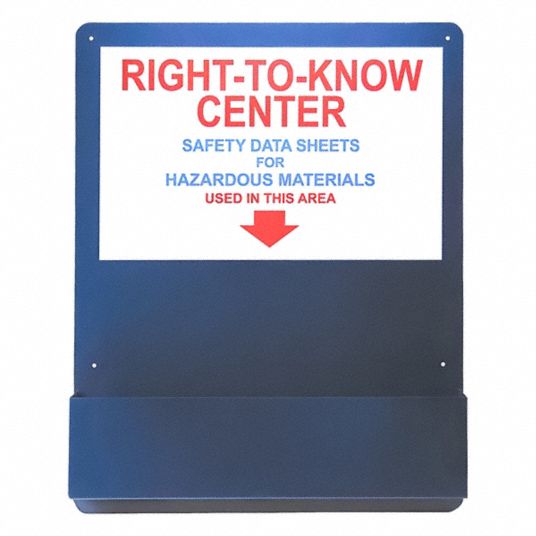 RIGHT-TO-KNOW
CENTER
SAFETY DATA SHEETS
FOR
HAZARDOUS MATERIALS
USED IN THIS AREA